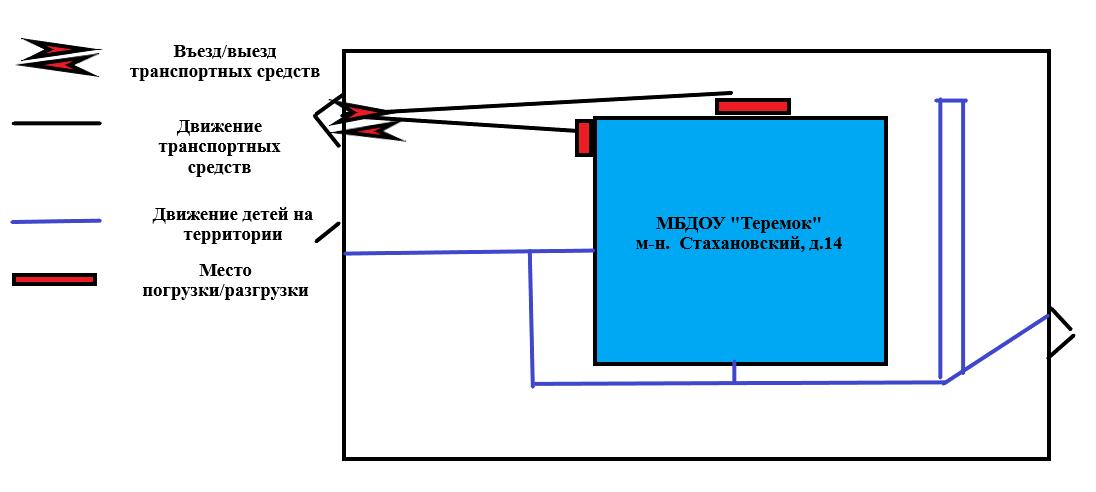 Въезд/выезд
транспортных средств
Движение
транспортных
средств
Движение детей на
территории
Место
погрузки/разгрузки
МБДОУ "Теремок"
м-н. Стахановский, д.14